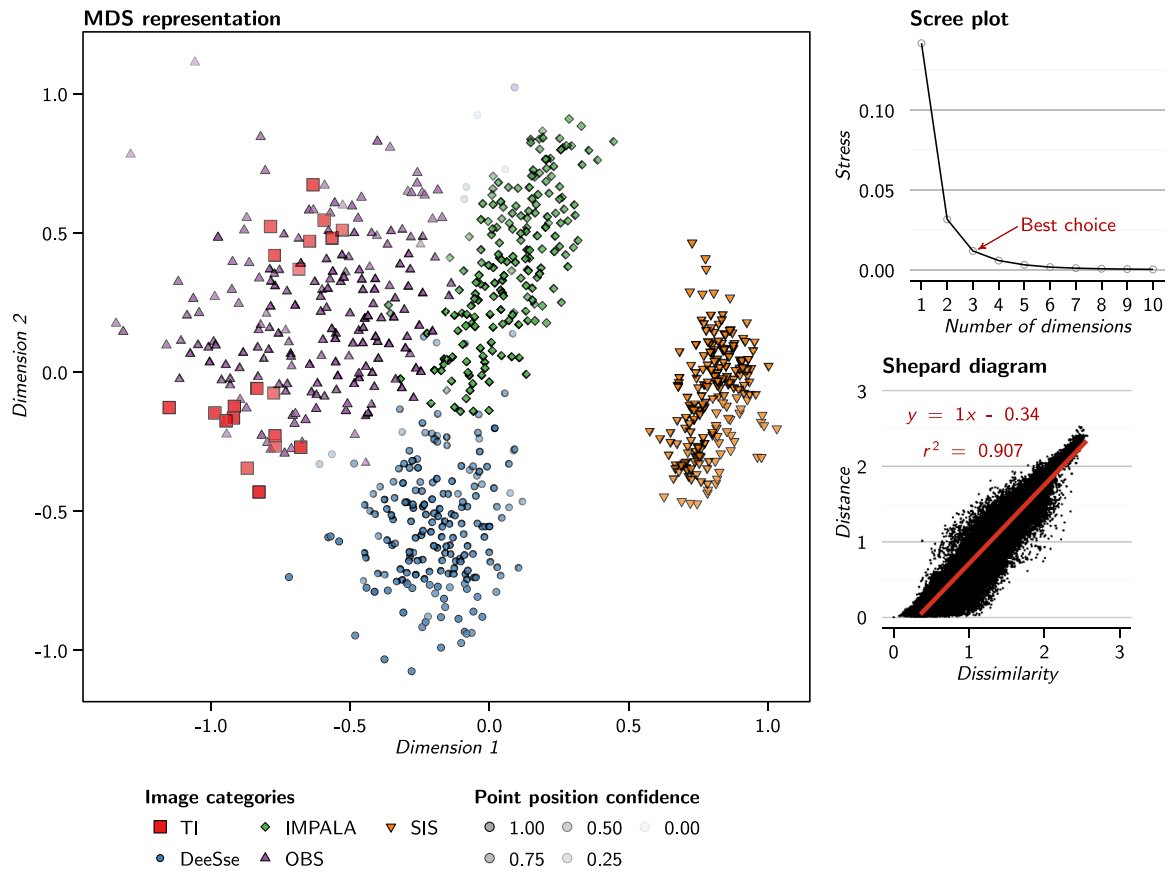 MDS representation
1.0
0.5
0.0
-0.5
-1.0
Dimension 2
-1.0 -0.5 0.0 0.5 1.0
Dimension 1
Scree plot
0.10
0.05
0.00
Stress
Best choice
1 2 3 4 5 6 7 8 9 10
Number of dimensions
Shepard diagram
3
2
1
0
Distance
y = 1x - 0.34
r² = 0.907
0 1 2 3
Dissimilarity
Image categories
TI IMPALA SIS
DeeSse OBS
Point position confidence
1.00 0.50 0.00
0.75 0.25